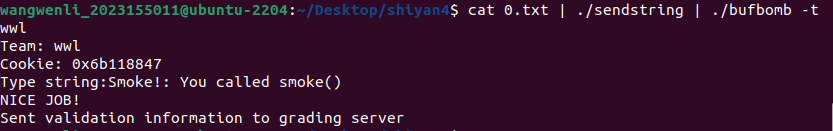 wangwenli_2023155011@ubuntu-2204:~/Desktop/shiyan4$ cat 0.txt | ./sendstring | ./bufbomb -t
wwl
Team: wwl
Cookie: 0x6b118847
Type string:Smoke!: You called smoke()
NICE JOB!
Sent validation information to grading server